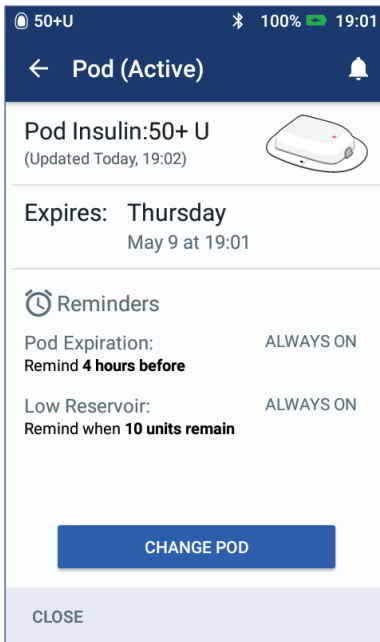 50+U 100% 19:01
Pod (Active)
Pod Insulin:50+ U
(Updated Today, 19:02)
Expires: Thursday
May 9 at 19:01
Reminders
Pod Expiration: ALWAYS ON
Remind 4 hours before
Low Reservoir: ALWAYS ON
Remind when 10 units remain
CHANGE POD
CLOSE